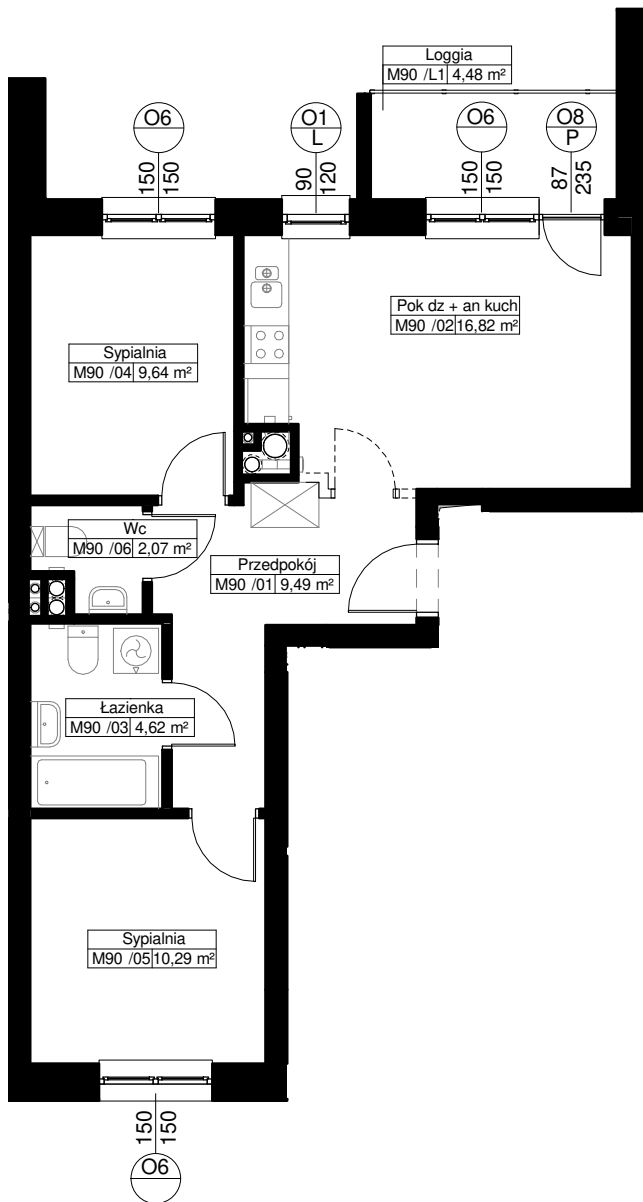 Loggia
M90 /L1 4,48 m²
O6
150
150
O1
L
90
120
O6
150
150
O8
P
87
235
Pok dz + an kuch
M90 /02 16,82 m²
Sypialnia
M90 /04 9,64 m²
Wc
M90 /06 2,07 m²
Przedpokój
M90 /01 9,49 m²
Łazienka
M90 /03 4,62 m²
Sypialnia
M90 /05 10,29 m²
150
150
O6